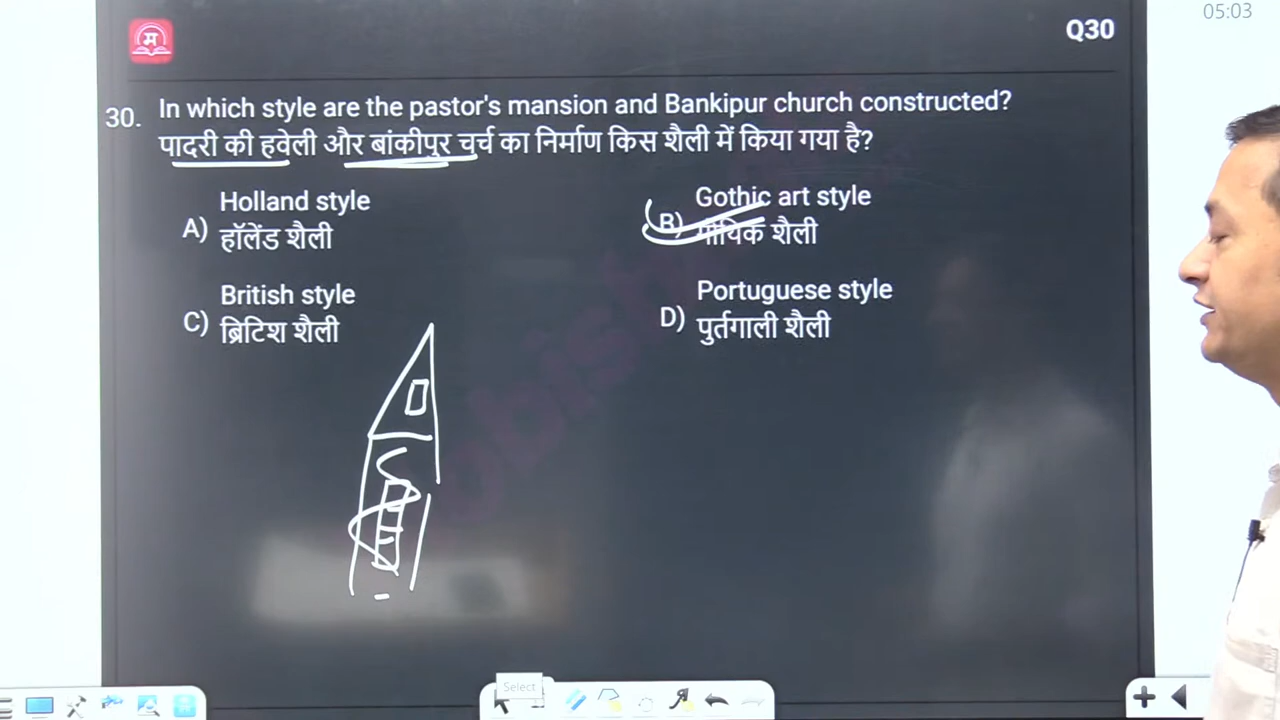 05:03
म
Q30
30. In which style are the pastor's mansion and Bankipur church constructed?
पादरी की हवेली और बांकीपुर चर्च का निर्माण किस शैली में किया गया है?
A) Holland style
हॉलेंड शैली
B) Gothic art style
गौथिक शैली
C) British style
ब्रिटिश शैली
D) Portuguese style
पुर्तगाली शैली
Select